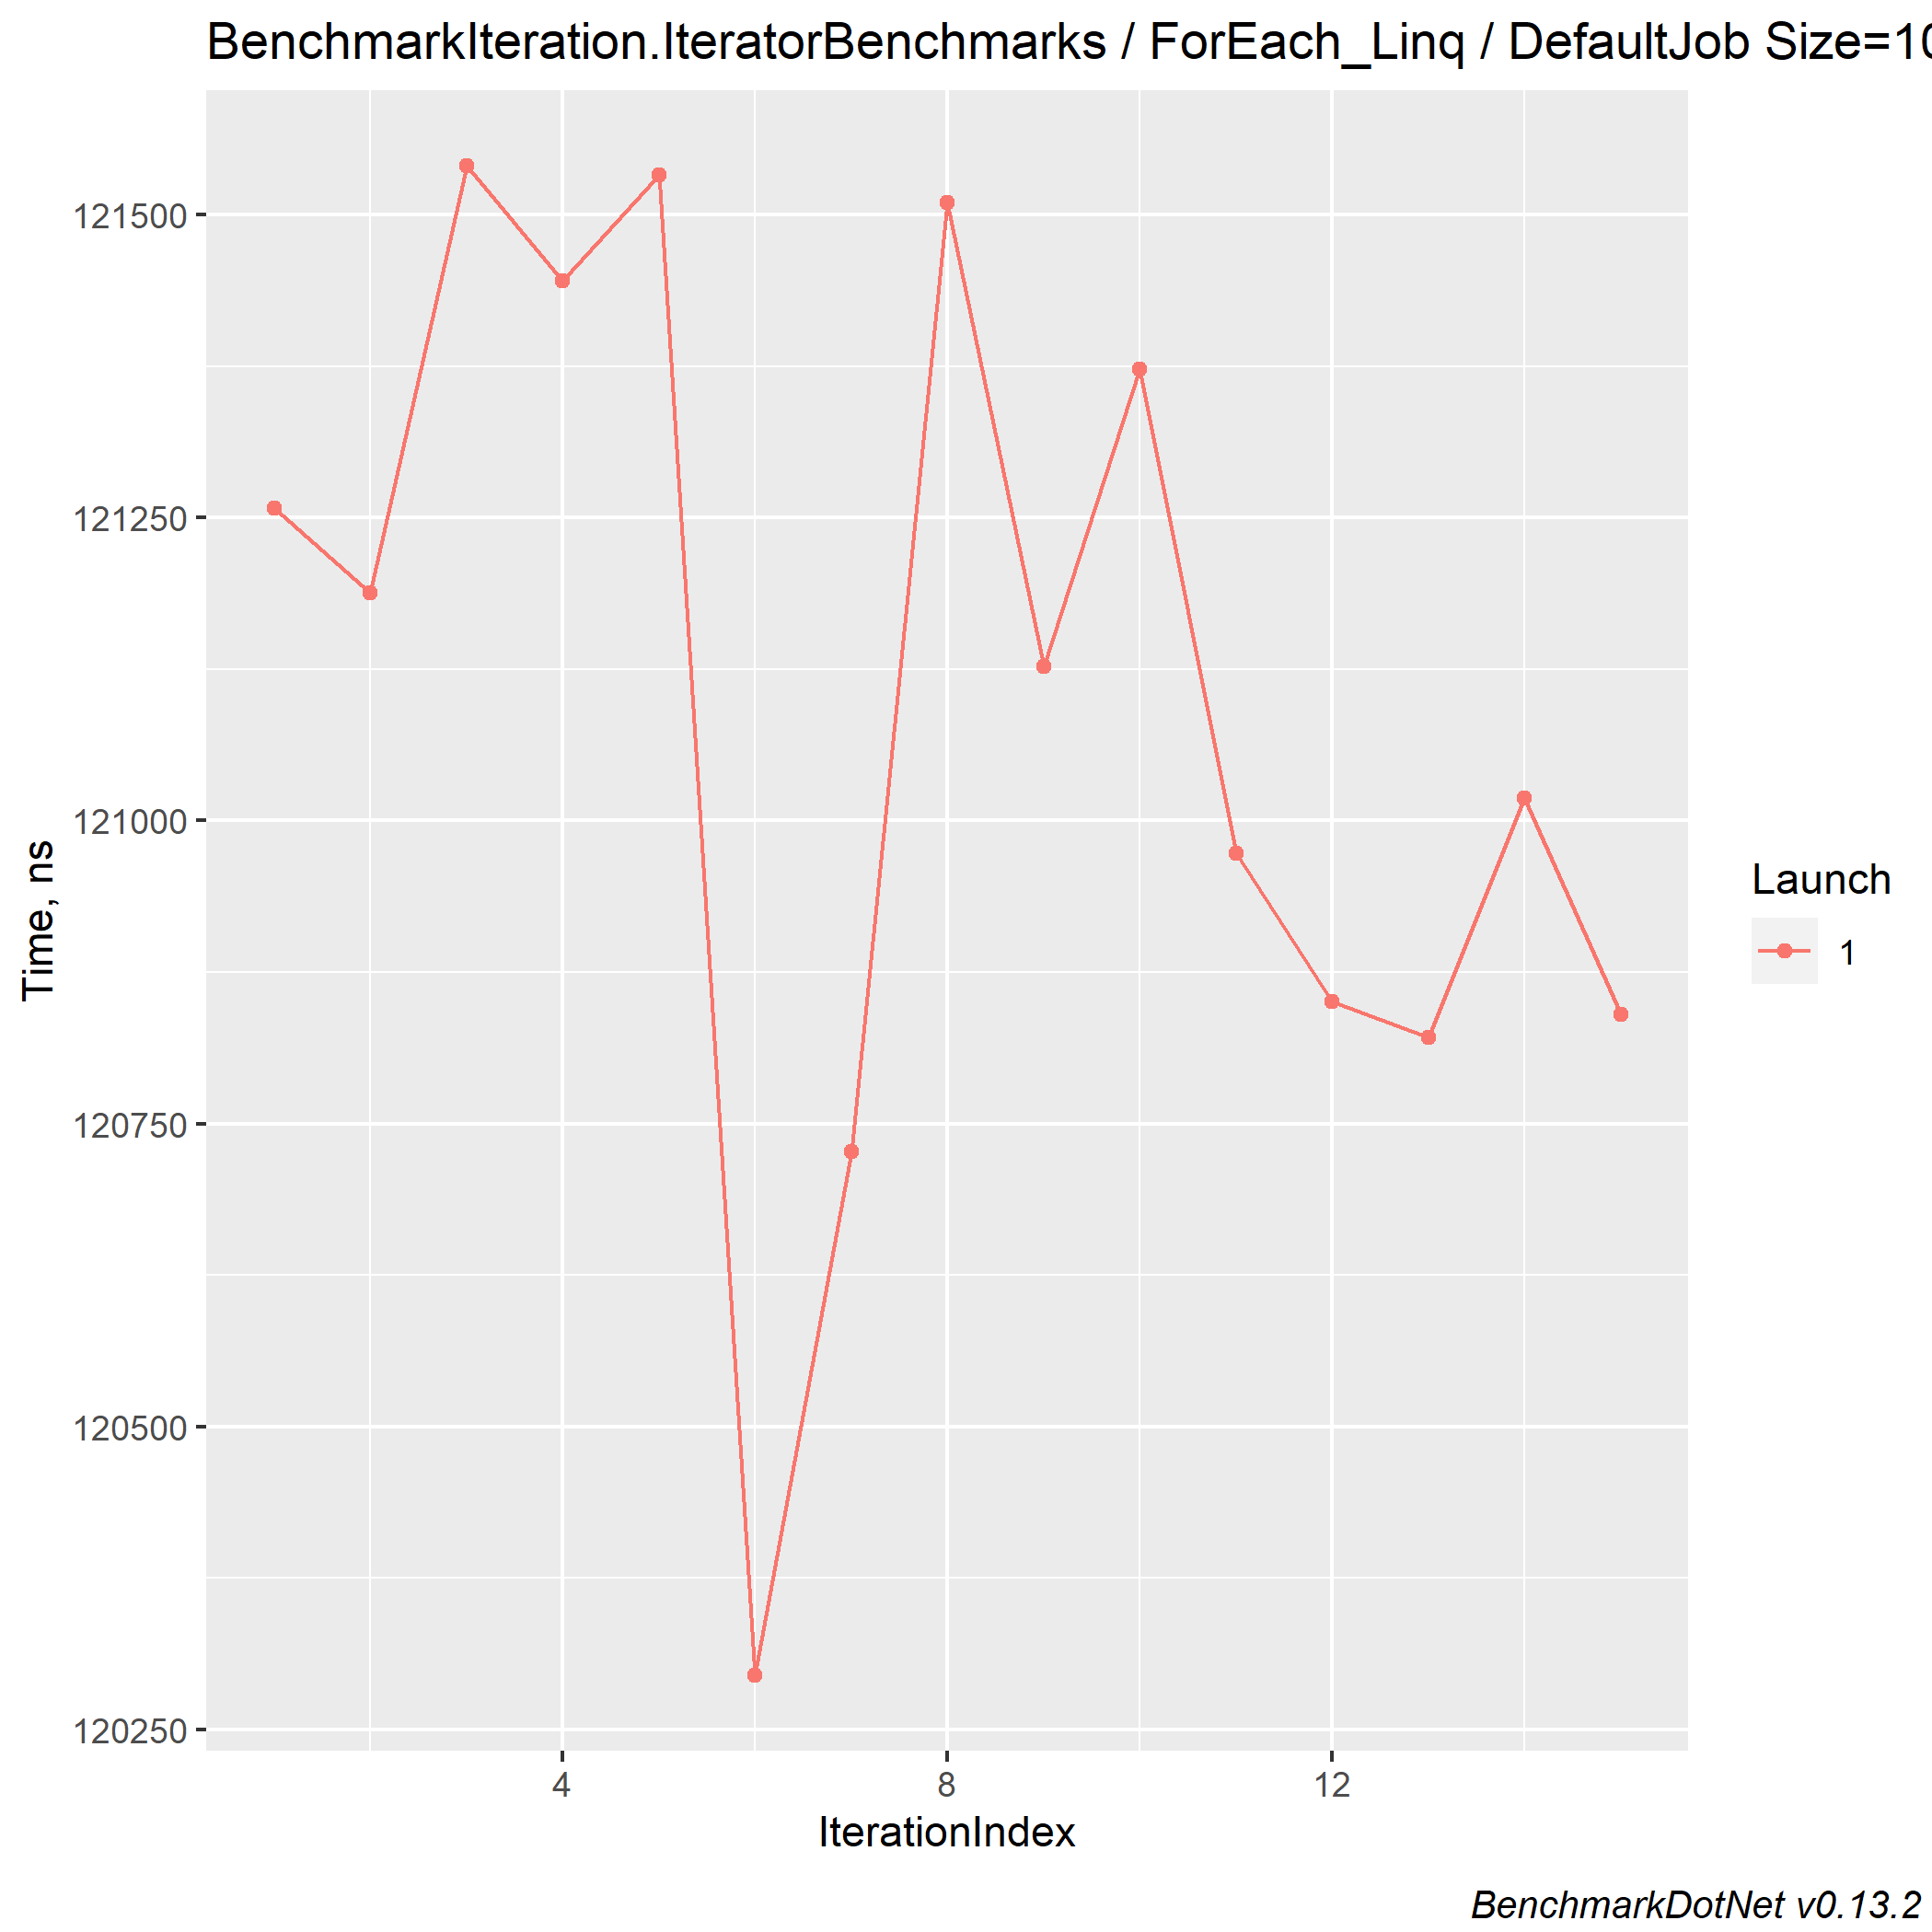 BenchmarkIteration.IteratorBenchmarks / ForEach_Linq / DefaultJob Size=10
121500
121250
121000
120750
120500
120250
Time, ns
4 8 12
IterationIndex
Launch
1
BenchmarkDotNet v0.13.2